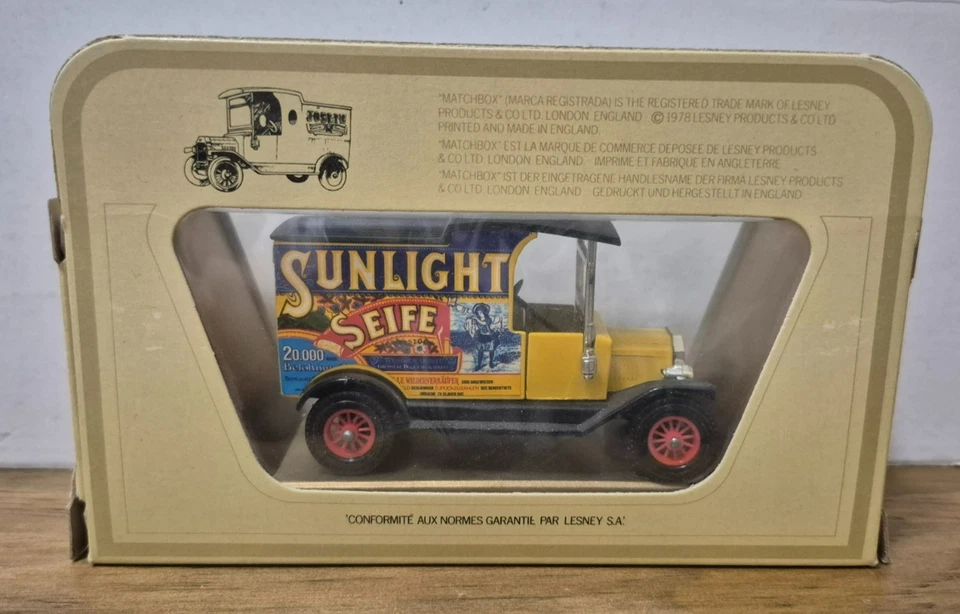 "MATCHBOX" (MARCA REGISTRADA) IS THE REGISTERED TRADE MARK OF LESNEY
PRODUCTS & CO LTD. LONDON. ENGLAND © 1978 LESNEY PRODUCTS & CO LTD
PRINTED AND MADE IN ENGLAND.
"MATCHBOX" EST LA MARQUE DE COMMERCE DEPOSEE DE LESNEY PRODUCTS
& CO LTD. LONDON. ENGLAND. IMPRIME ET FABRIQUE EN ANGLETERRE.
"MATCHBOX" IST DER EINGETRAGENE HANDLESNAME DER FIRMA LESNEY PRODUCTS
& CO LTD. LONDON. ENGLAND GEDRUCKT UND HERGESTELLT IN ENGLAND
SUNLIGHT
SEIFE
20.000
'CONFORMITÉ AUX NORMES GARANTIE PAR LESNEY S.A.'